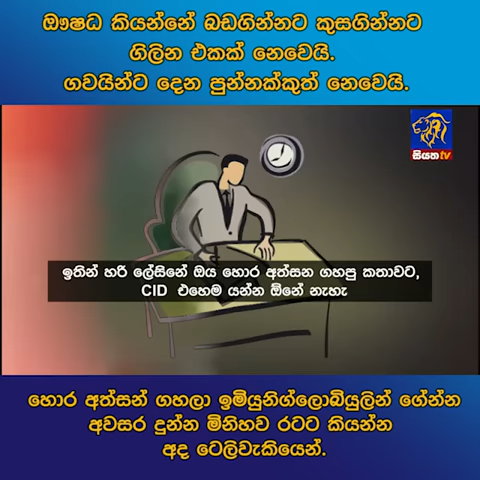 ඖෂධ කියන්නේ බඩගින්නට කුසගින්නට
ගිලින එකක් නෙවෙයි.
ගවයින්ට දෙන පුන්නක්කුත් නෙවෙයි.
සියත tv
ඉතින් හරි ලේසිනේ ඔය හොර අත්සන ගහපු කතාවට,
CID එහෙම යන්න ඕනේ නැහැ
හොර අත්සන් ගහලා ඉමියුනිග්ලොබියුලින් ගේන්න
අවසර දුන්න මිනිහව රටට කියන්න
අද ටෙලිවැකියෙන්.